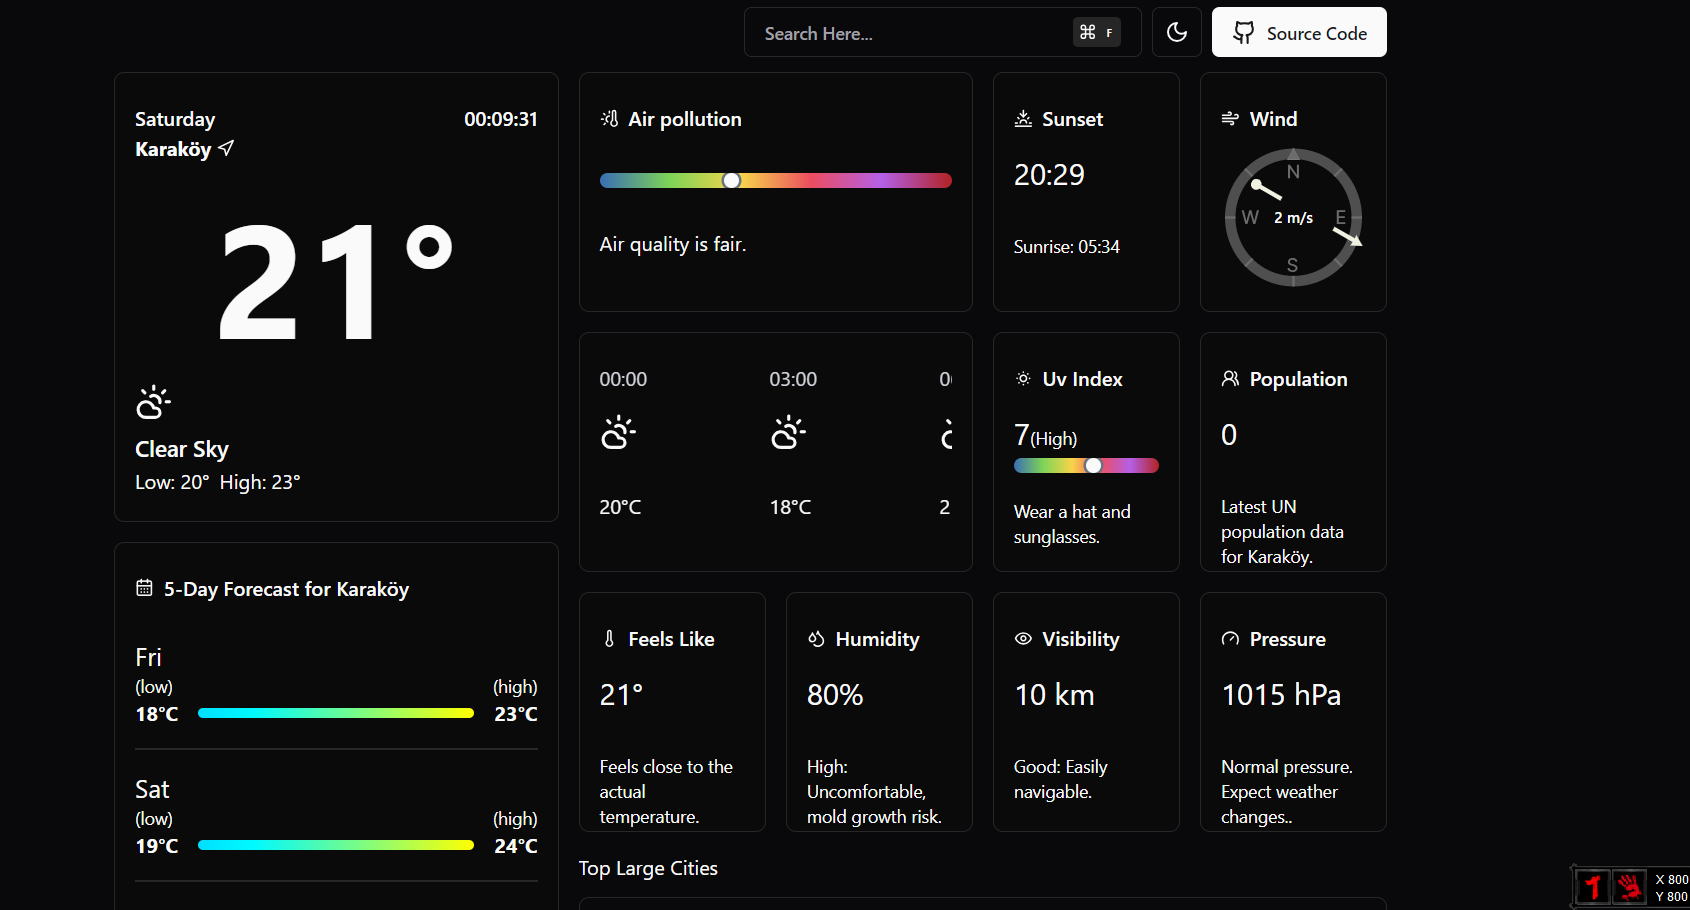 Search Here...
⌘ F
Source Code
Saturday
00:09:31
Karaköy
21°
Clear Sky
Low: 20° High: 23°
5-Day Forecast for Karaköy
Fri
(low)
(high)
18°C
23°C
Sat
(low)
(high)
19°C
24°C
Air pollution
Air quality is fair.
Sunset
20:29
Sunrise: 05:34
Wind
N
W
2 m/s
E
S
00:00
03:00
20°C
18°C
2
Uv Index
7(High)
Wear a hat and
sunglasses.
Population
0
Latest UN
population data
for Karaköy.
Feels Like
21°
Feels close to the
actual
temperature.
Humidity
80%
High:
Uncomfortable,
mold growth risk.
Visibility
10 km
Good: Easily
navigable.
Pressure
1015 hPa
Normal pressure.
Expect weather
changes..
Top Large Cities
X 800
Y 800